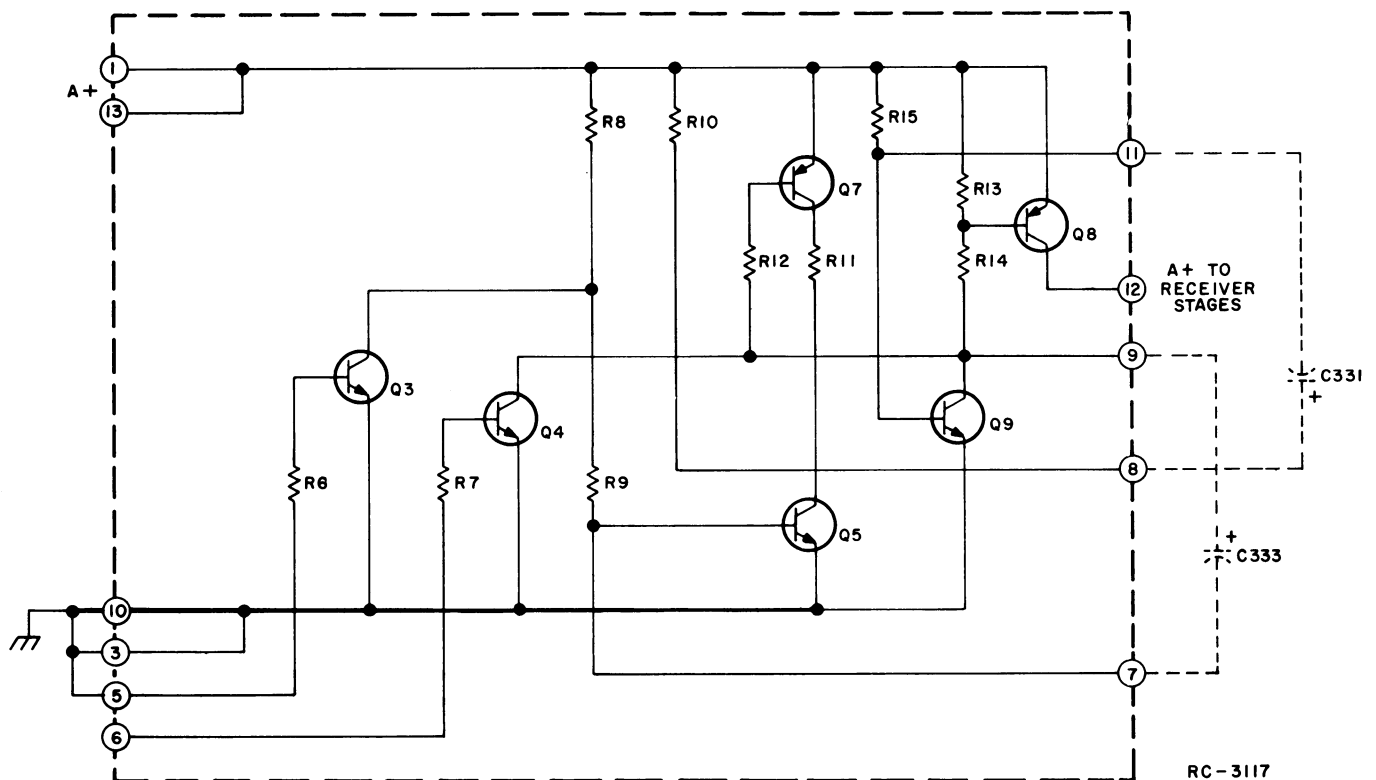 1
A+
13
R8
R10
R15
11
Q7
R13
Q8
R12
R11
R14
A+ TO
RECEIVER
STAGES
12
9
Q3
Q4
Q9
C331
+
8
R6
R7
R9
Q5
+
C333
10
3
5
7
6
RC-3117